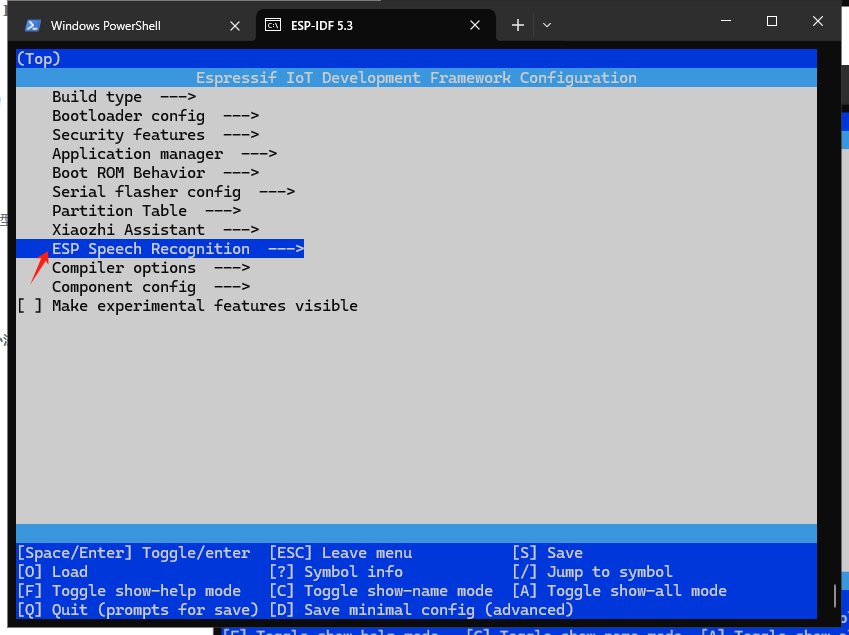 Windows PowerShell
ESP-IDF 5.3
(Top)
Espressif IoT Development Framework Configuration
Build type --->
Bootloader config --->
Security features --->
Application manager --->
Boot ROM Behavior --->
Serial flasher config --->
Partition Table --->
Xiaozhi Assistant --->
ESP Speech Recognition --->
Compiler options --->
Component config --->
[ ] Make experimental features visible
[Space/Enter] Toggle/enter [ESC] Leave menu [S] Save
[O] Load [?] Symbol info [/] Jump to symbol
[F] Toggle show-help mode [C] Toggle show-name mode [A] Toggle show-all mode
[Q] Quit (prompts for save) [D] Save minimal config (advanced)